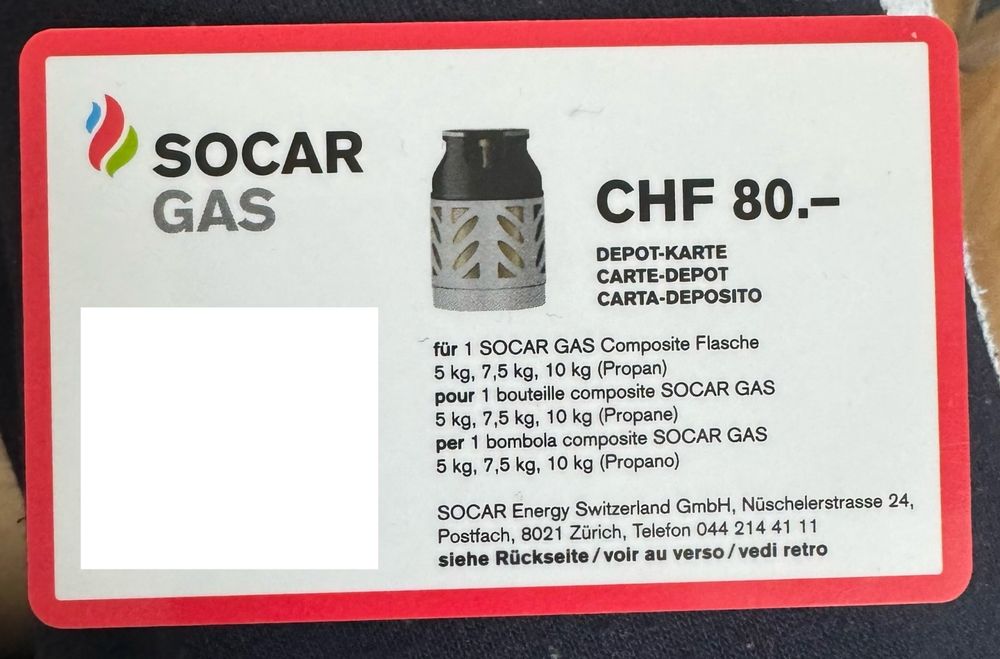 SOCAR
GAS
CHF 80.–
DEPOT-KARTE
CARTE-DEPOT
CARTA-DEPOSITO
für 1 SOCAR GAS Composite Flasche
5 kg, 7,5 kg, 10 kg (Propan)
pour 1 bouteille composite SOCAR GAS
5 kg, 7,5 kg, 10 kg (Propane)
per 1 bombola composite SOCAR GAS
5 kg, 7,5 kg, 10 kg (Propano)
SOCAR Energy Switzerland GmbH, Nüschelerstrasse 24,
Postfach, 8021 Zürich, Telefon 044 214 41 11
siehe Rückseite / voir au verso / vedi retro